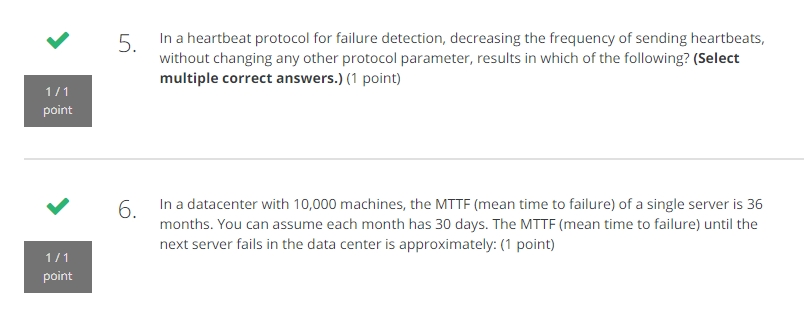 5. In a heartbeat protocol for failure detection, decreasing the frequency of sending heartbeats,
without changing any other protocol parameter, results in which of the following? (Select
multiple correct answers.) (1 point)
1 / 1
point
6. In a datacenter with 10,000 machines, the MTTF (mean time to failure) of a single server is 36
months. You can assume each month has 30 days. The MTTF (mean time to failure) until the
next server fails in the data center is approximately: (1 point)
1 / 1
point